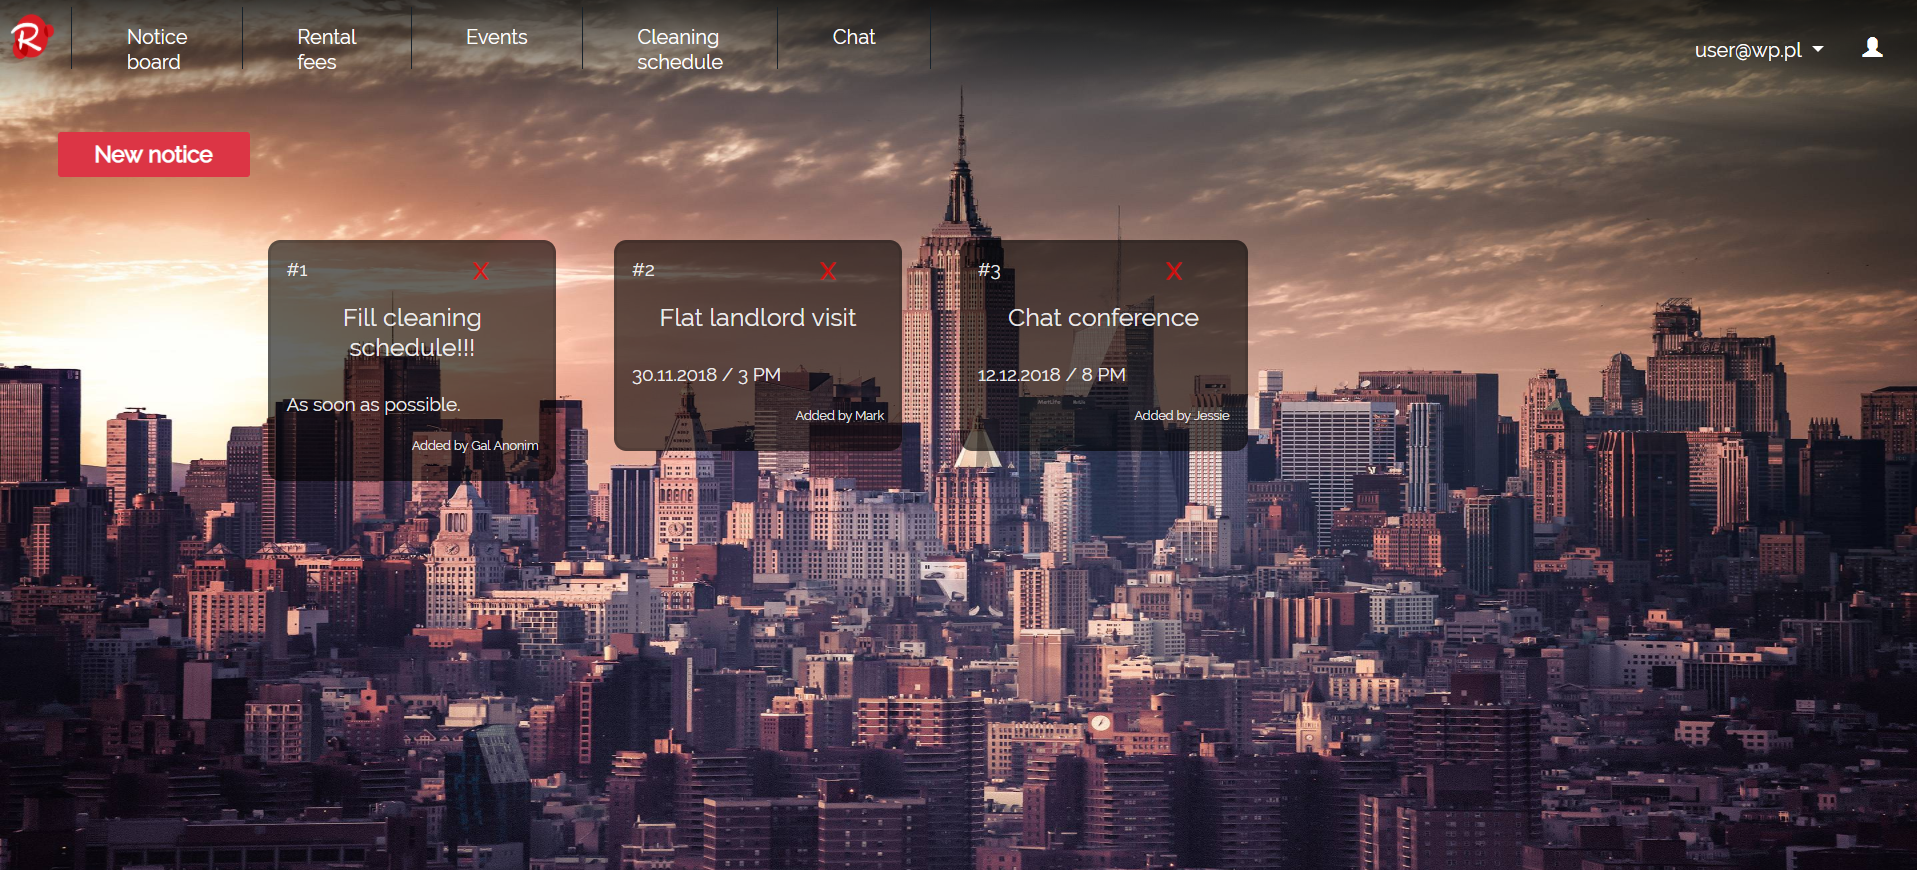 R
Notice
board
Rental
fees
Events
Cleaning
schedule
Chat
user@wp.pl
New notice
#1 X
Fill cleaning
schedule!!!
As soon as possible.
Added by Gal Anonim
#2 X
Flat landlord visit
30.11.2018 / 3 PM
Added by Mark
#3 X
Chat conference
12.12.2018 / 8 PM
Added by Jessie
MetLife